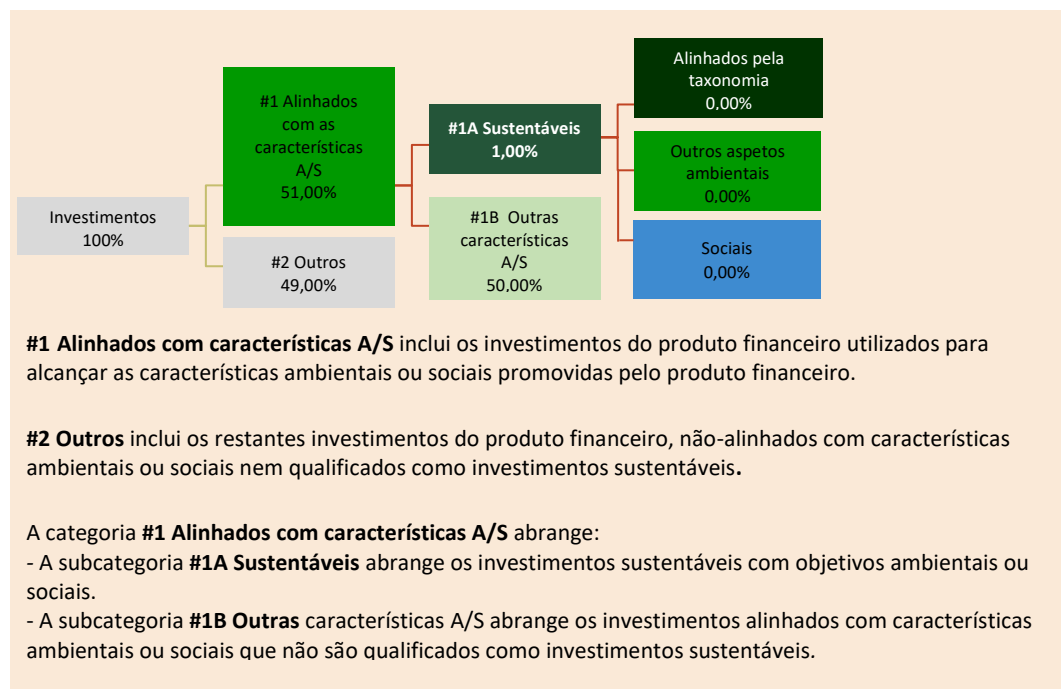 Investimentos
100%
#1 Alinhados
com as
característicás
A/S
51,00%
#2 Outros
49,00%
#1A Sustentáveis
1,00%
#1B Outras
características
A/S
50,00%
Alinhados pela
taxonomia
0,00%
Outros aspetos
ambientais
0,00%
Sociais
0,00%
#1 Alinhados com características A/S inclui os investimentos do produto financeiro utilizados para
alcançar as características ambientais ou sociais promovidas pelo produto financeiro.
#2 Outros inclui os restantes investimentos do produto financeiro, não-alinhados com características
ambientais ou sociais nem qualificados como investimentos sustentáveis.
A categoria #1 Alinhados com características A/S abrange:
- A subcategoria #1A Sustentáveis abrange os investimentos sustentáveis com objetivos ambientais ou
sociais.
- A subcategoria #1B Outras características A/S abrange os investimentos alinhados com características
ambientais ou sociais que não são qualificados como investimentos sustentáveis.